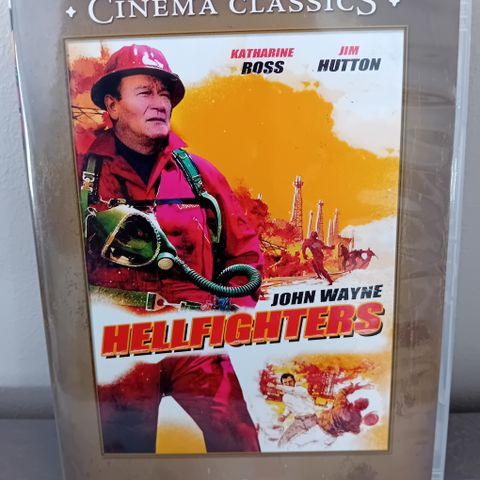 CINEMA CLASSICS
KATHARINE
ROSS
JIM
HUTTON
JOHN WAYNE
HELLFIGHTERS